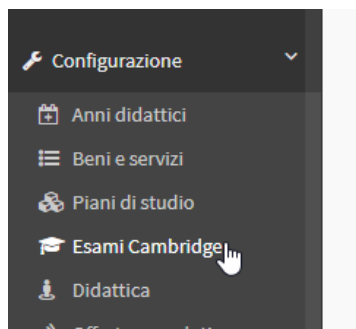 Configurazione
Anni didattici
Beni e servizi
Piani di studio
Esami Cambridge
Didattica